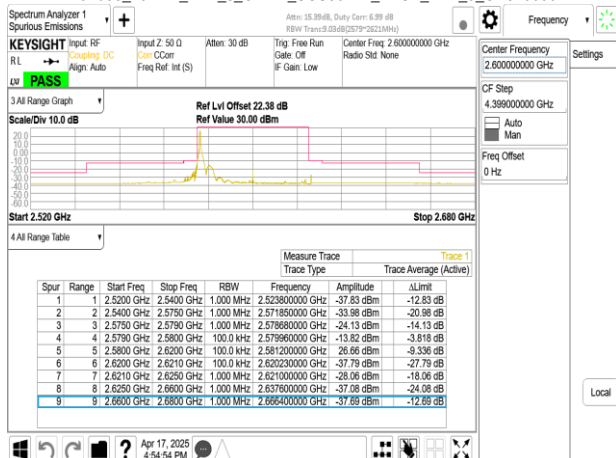 Spectrum Analyzer 1
Spurious Emissions
Attn: 15.39dB, Duty Corr: 6.99 dB
RBW Trans:9.03dB(2579~2621MHz)
Frequency
KEYSIGHT Input: RF Input Z: 50 Ω Atten: 30 dB Trig: Free Run Center Freq: 2.600000000 GHz
RL Coupling: DC Corr CCorr Gate: Off Radio Std: None
Align: Auto Freq Ref: Int (S) IF Gain: Low
LXI PASS
Center Frequency
2.600000000 GHz
Settings
CF Step
4.399000000 GHz
Auto
Man
Freq Offset
0 Hz
3 All Range Graph
Ref Lvl Offset 22.38 dB
Scale/Div 10.0 dB Ref Value 30.00 dBm
20.0
10.0
0.00
-10.0
-20.0
-30.0
-40.0
-50.0
-60.0
Start 2.520 GHz Stop 2.680 GHz
4 All Range Table
Measure Trace Trace 1
Trace Type Trace Average (Active)
Spur Range Start Freq Stop Freq RBW Frequency Amplitude ΔLimit
1 1 2.5200 GHz 2.5400 GHz 1.000 MHz 2.523800000 GHz -37.83 dBm -12.83 dB
2 2 2.5400 GHz 2.5750 GHz 1.000 MHz 2.571850000 GHz -33.98 dBm -20.98 dB
3 3 2.5750 GHz 2.5790 GHz 1.000 MHz 2.578680000 GHz -24.13 dBm -14.13 dB
4 4 2.5790 GHz 2.5800 GHz 100.0 kHz 2.579960000 GHz -13.82 dBm -3.818 dB
5 5 2.5800 GHz 2.6200 GHz 100.0 kHz 2.581200000 GHz 26.66 dBm -9.336 dB
6 6 2.6200 GHz 2.6210 GHz 100.0 kHz 2.620230000 GHz -37.79 dBm -27.79 dB
7 7 2.6210 GHz 2.6250 GHz 1.000 MHz 2.621000000 GHz -28.06 dBm -18.06 dB
8 8 2.6250 GHz 2.6600 GHz 1.000 MHz 2.637600000 GHz -37.08 dBm -24.08 dB
9 9 2.6600 GHz 2.6800 GHz 1.000 MHz 2.666400000 GHz -37.69 dBm -12.69 dB
Local
Apr 17, 2025
4:54:54 PM